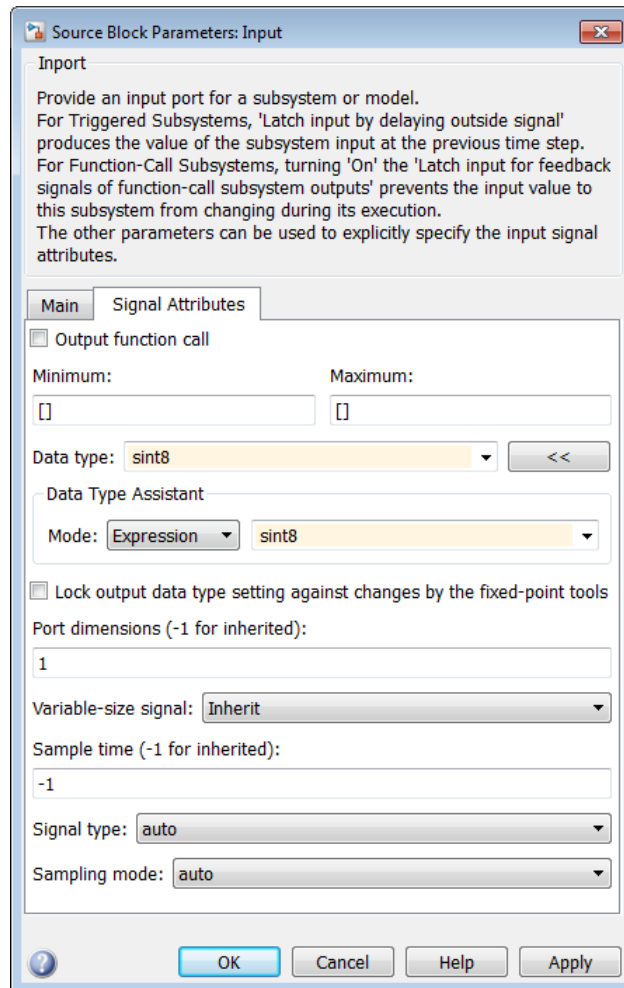 Source Block Parameters: Input
Inport
Provide an input port for a subsystem or model.
For Triggered Subsystems, 'Latch input by delaying outside signal'
produces the value of the subsystem input at the previous time step.
For Function-Call Subsystems, turning 'On' the 'Latch input for feedback
signals of function-call subsystem outputs' prevents the input value to
this subsystem from changing during its execution.
The other parameters can be used to explicitly specify the input signal
attributes.
Main Signal Attributes
Output function call
Minimum: Maximum:
[] []
Data type: sint8 <<
Data Type Assistant
Mode: Expression sint8
Lock output data type setting against changes by the fixed-point tools
Port dimensions (-1 for inherited):
1
Variable-size signal: Inherit
Sample time (-1 for inherited):
-1
Signal type: auto
Sampling mode: auto
? OK Cancel Help Apply